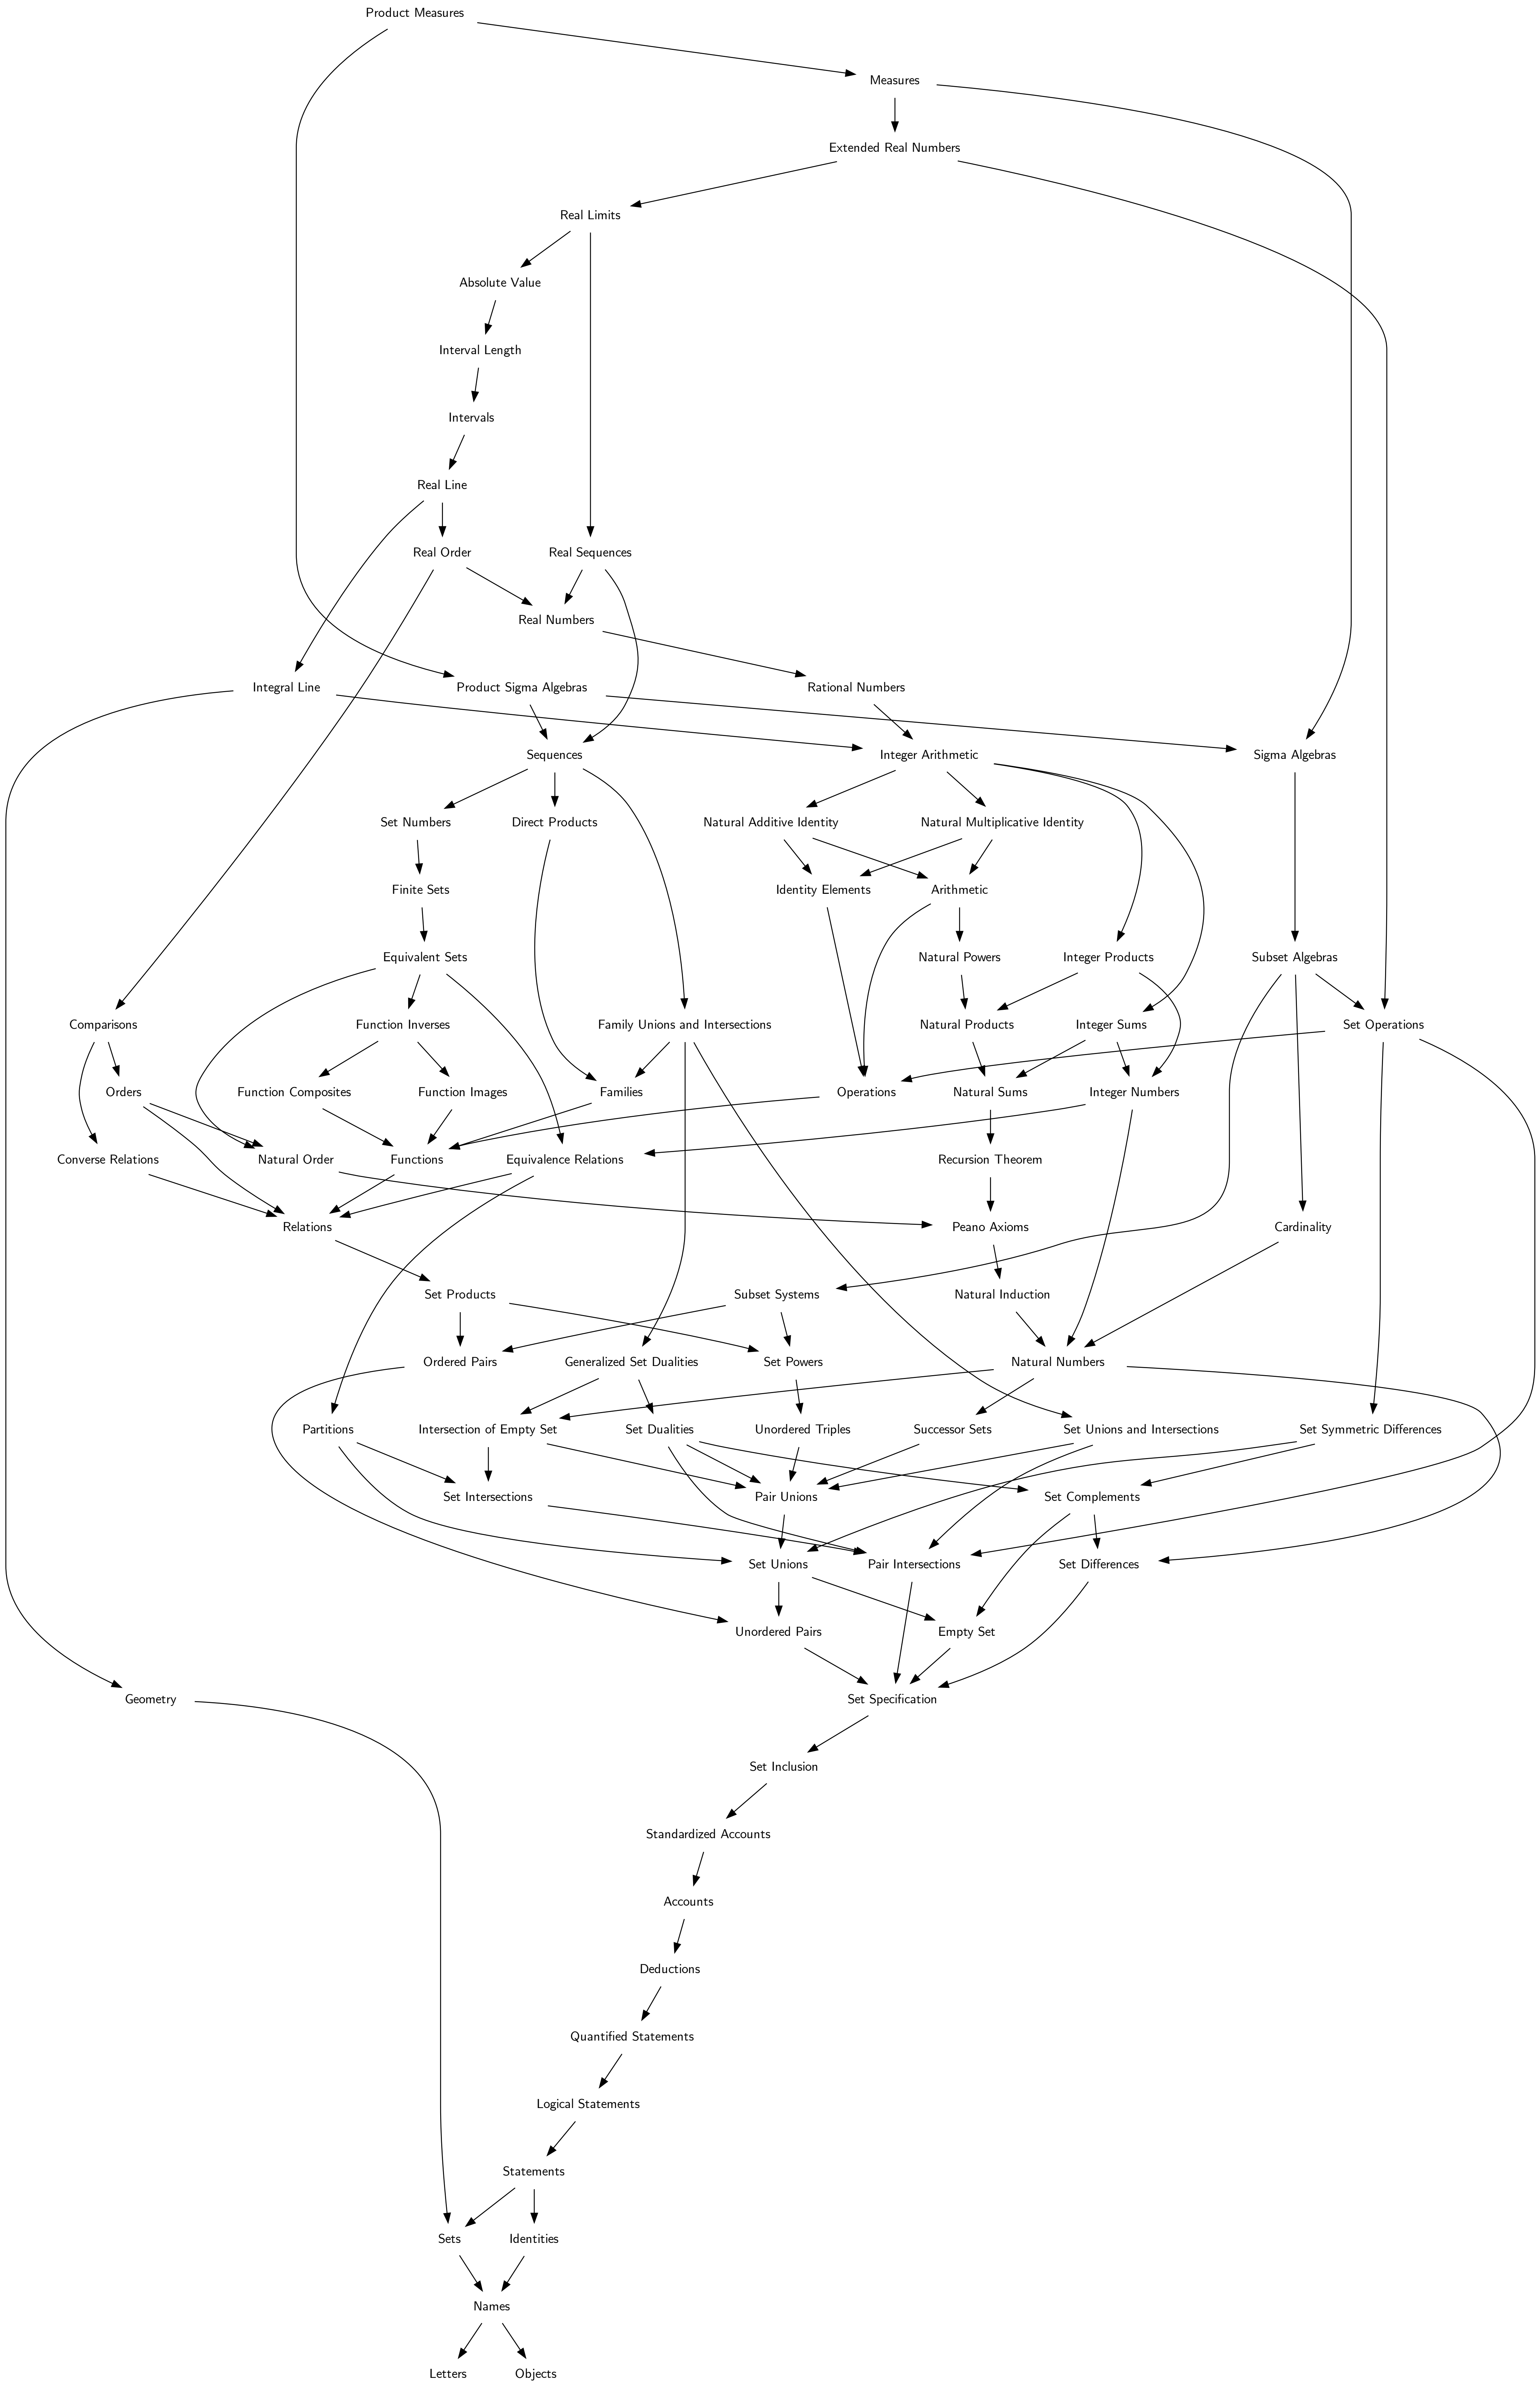 Product Measures
Measures
Extended Real Numbers
Real Limits
Absolute Value
Interval Length
Intervals
Real Line
Real Order
Real Sequences
Real Numbers
Integral Line
Product Sigma Algebras
Rational Numbers
Sequences
Integer Arithmetic
Sigma Algebras
Set Numbers
Direct Products
Natural Additive Identity
Natural Multiplicative Identity
Finite Sets
Identity Elements
Arithmetic
Equivalent Sets
Natural Powers
Integer Products
Subset Algebras
Comparisons
Function Inverses
Family Unions and Intersections
Natural Products
Integer Sums
Set Operations
Orders
Function Composites
Function Images
Families
Operations
Natural Sums
Integer Numbers
Converse Relations
Natural Order
Functions
Equivalence Relations
Recursion Theorem
Relations
Peano Axioms
Cardinality
Set Products
Subset Systems
Natural Induction
Ordered Pairs
Generalized Set Dualities
Set Powers
Natural Numbers
Partitions
Intersection of Empty Set
Set Dualities
Unordered Triples
Successor Sets
Set Unions and Intersections
Set Symmetric Differences
Set Intersections
Pair Unions
Set Complements
Set Unions
Pair Intersections
Set Differences
Unordered Pairs
Empty Set
Geometry
Set Specification
Set Inclusion
Standardized Accounts
Accounts
Deductions
Quantified Statements
Logical Statements
Statements
Sets
Identities
Names
Letters
Objects